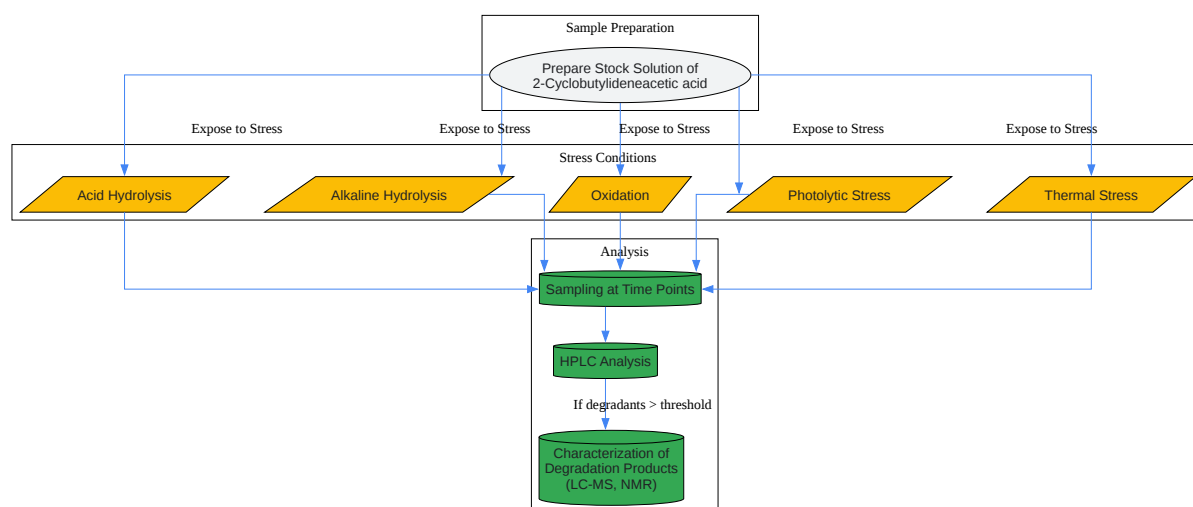 Sample Preparation
Prepare Stock Solution of
2-Cyclobutylideneacetic acid
Expose to Stress
Expose to Stress
Expose to Stress
Expose to Stress
Expose to Stress
Stress Conditions
Acid Hydrolysis
Alkaline Hydrolysis
Oxidation
Photolytic Stress
Thermal Stress
Analysis
Sampling at Time Points
HPLC Analysis
If degradants > threshold
Characterization of
Degradation Products
(LC-MS, NMR)